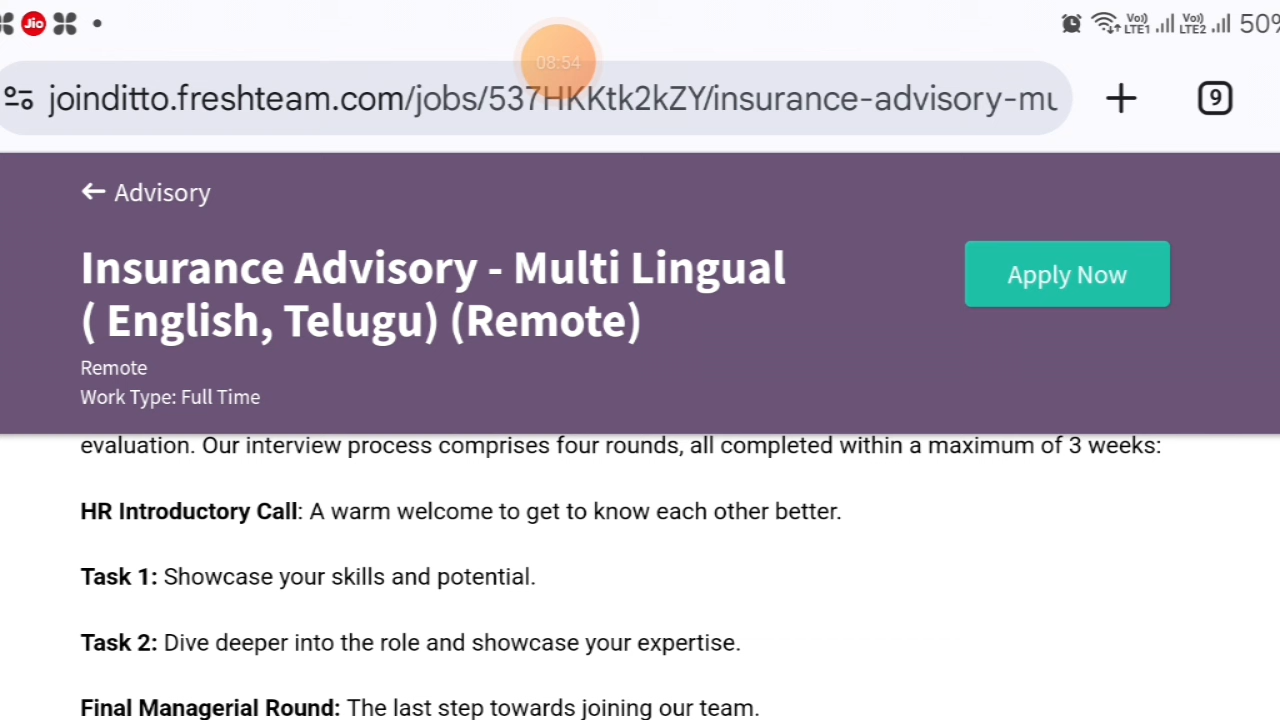 Jio
Vo)) LTE1 Vo)) LTE2 50%
08:54
joinditto.freshteam.com/jobs/537HKKtk2kZY/insurance-advisory-mu
9
← Advisory
Insurance Advisory - Multi Lingual
( English, Telugu) (Remote)
Apply Now
Remote
Work Type: Full Time
evaluation. Our interview process comprises four rounds, all completed within a maximum of 3 weeks:
HR Introductory Call: A warm welcome to get to know each other better.
Task 1: Showcase your skills and potential.
Task 2: Dive deeper into the role and showcase your expertise.
Final Managerial Round: The last step towards joining our team.